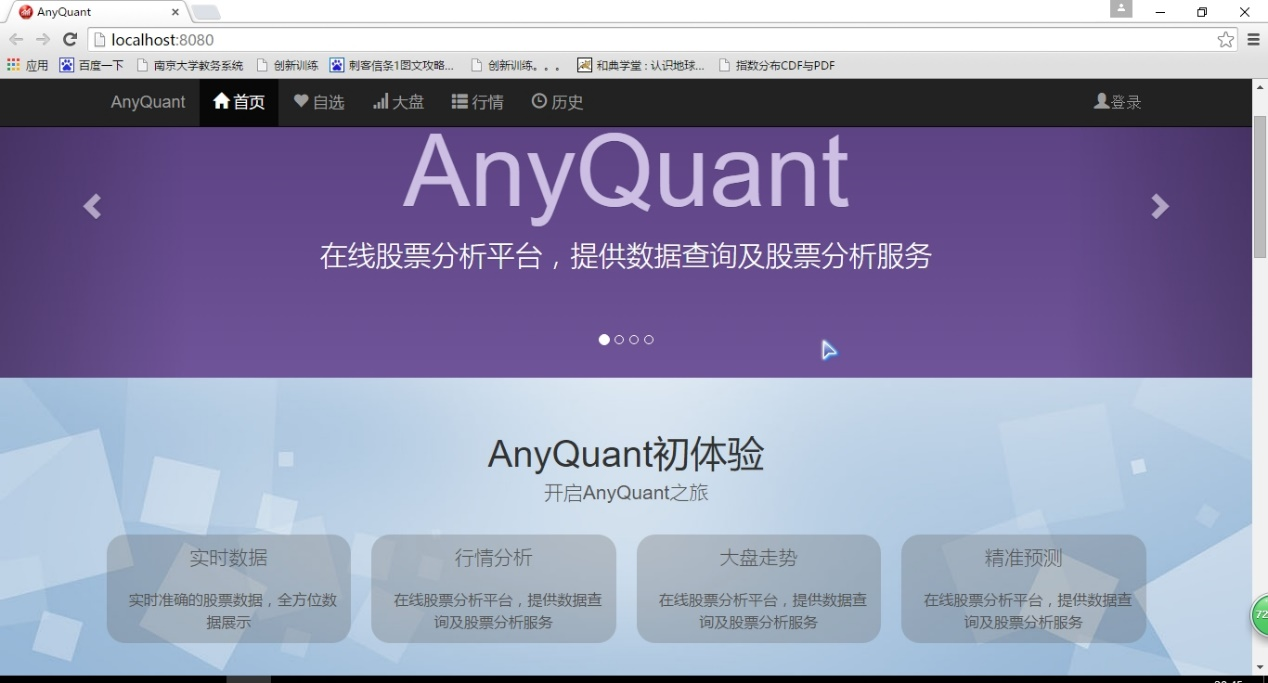 AnyQuant
localhost:8080
应用 百度一下 南京大学教务系统 创新训练 刺客信条1图文攻略... 创新训练。。。 和典学堂 : 认识地球... 指数分布CDF与PDF
AnyQuant 首页 自选 大盘 行情 历史 登录
AnyQuant
在线股票分析平台，提供数据查询及股票分析服务
AnyQuant初体验
开启AnyQuant之旅
实时数据
实时准确的股票数据，全方位数
据展示
行情分析
在线股票分析平台，提供数据查
询及股票分析服务
大盘走势
在线股票分析平台，提供数据查
询及股票分析服务
精准预测
在线股票分析平台，提供数据查
询及股票分析服务
72